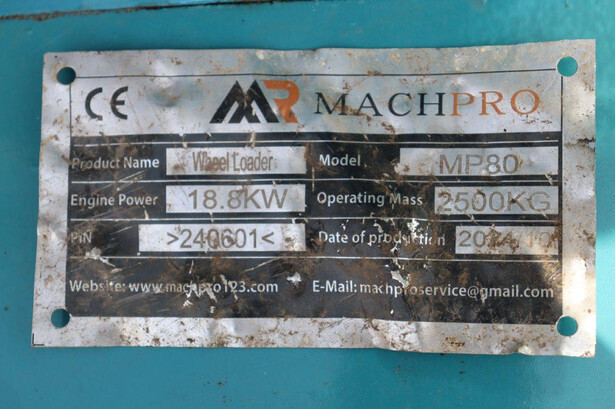 CE MR MACHPRO
Product Name Wheel Loader Model MP80
Engine Power 18.8KW Operating Mass 2500KG
PIN >240601< Date of production
Website: www.machpro123.com E-Mail: machproservice@gmail.com